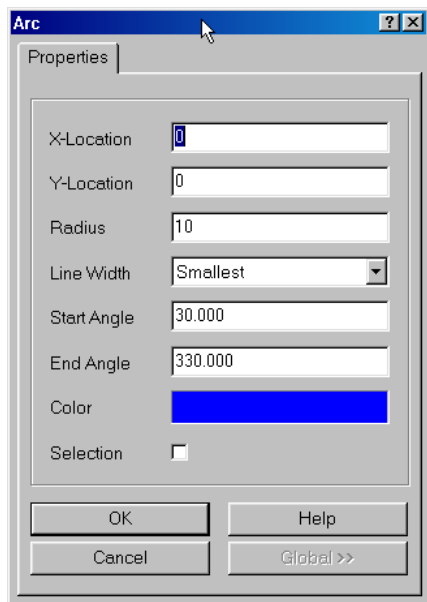 Arc
Properties
X-Location 0
Y-Location 0
Radius 10
Line Width Smallest
Start Angle 30.000
End Angle 330.000
Color
Selection
OK Help
Cancel Global >>